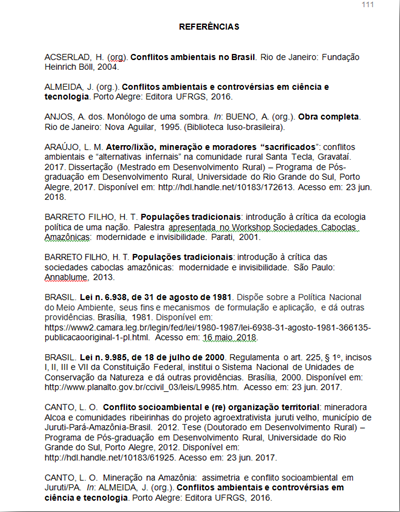 111
REFERÊNCIAS
ACSERLAD, H. (org). Conflitos ambientais no Brasil. Rio de Janeiro: Fundação
Heinrich Böll, 2004.
ALMEIDA, J. (org.). Conflitos ambientais e controvérsias em ciência e
tecnologia. Porto Alegre: Editora UFRGS, 2016.
ANJOS, A. dos. Monólogo de uma sombra. In: BUENO, A. (org.). Obra completa.
Rio de Janeiro: Nova Aguilar, 1995. (Biblioteca luso-brasileira).
ARAÚJO, L. M. Aterro/lixão, mineração e moradores “sacrificados”: conflitos
ambientais e “alternativas infernais” na comunidade rural Santa Tecla, Gravataí.
2017. Dissertação (Mestrado em Desenvolvimento Rural) – Programa de Pós-
graduação em Desenvolvimento Rural, Universidade do Rio Grande do Sul, Porto
Alegre, 2017. Disponível em: http://hdl.handle.net/10183/172613. Acesso em: 23 jun.
2018.
BARRETO FILHO, H. T. Populações tradicionais: introdução à crítica da ecologia
política de uma nação. Palestra apresentada no Workshop Sociedades Caboclas
Amazônicas: modernidade e invisibilidade. Parati, 2001.
BARRETO FILHO, H. T. Populações tradicionais: introdução à crítica das
sociedades caboclas amazônicas: modernidade e invisibilidade. São Paulo:
Annablume, 2013.
BRASIL. Lei n. 6.938, de 31 de agosto de 1981. Dispõe sobre a Política Nacional
do Meio Ambiente, seus fins e mecanismos de formulação e aplicação, e dá outras
providências. Brasília, 1981. Disponível em:
https://www2.camara.leg.br/legin/fed/lei/1980-1987/lei-6938-31-agosto-1981-366135-
publicacaooriginal-1-pl.html. Acesso em: 16 maio 2018.
BRASIL. Lei n. 9.985, de 18 de julho de 2000. Regulamenta o art. 225, § 1º, incisos
I, II, III e VII da Constituição Federal, institui o Sistema Nacional de Unidades de
Conservação da Natureza e dá outras providências. Brasília, 2000. Disponível em:
http://www.planalto.gov.br/ccivil_03/leis/L9985.htm. Acesso em: 23 jun. 2017.
CANTO, L. O. Conflito socioambiental e (re) organização territorial: mineradora
Alcoa e comunidades ribeirinhas do projeto agroextrativista juruti velho, município de
Juruti-Pará-Amazônia-Brasil. 2012. Tese (Doutorado em Desenvolvimento Rural) –
Programa de Pós-graduação em Desenvolvimento Rural, Universidade do Rio
Grande do Sul, Porto Alegre, 2012. Disponível em:
http://hdl.handle.net/10183/61925. Acesso em: 23 jun. 2017.
CANTO, L. O. Mineração na Amazônia: assimetria e conflito socioambiental em
Juruti/PA. In: ALMEIDA, J. (org.). Conflitos ambientais e controvérsias em
ciência e tecnologia. Porto Alegre: Editora UFRGS, 2016.